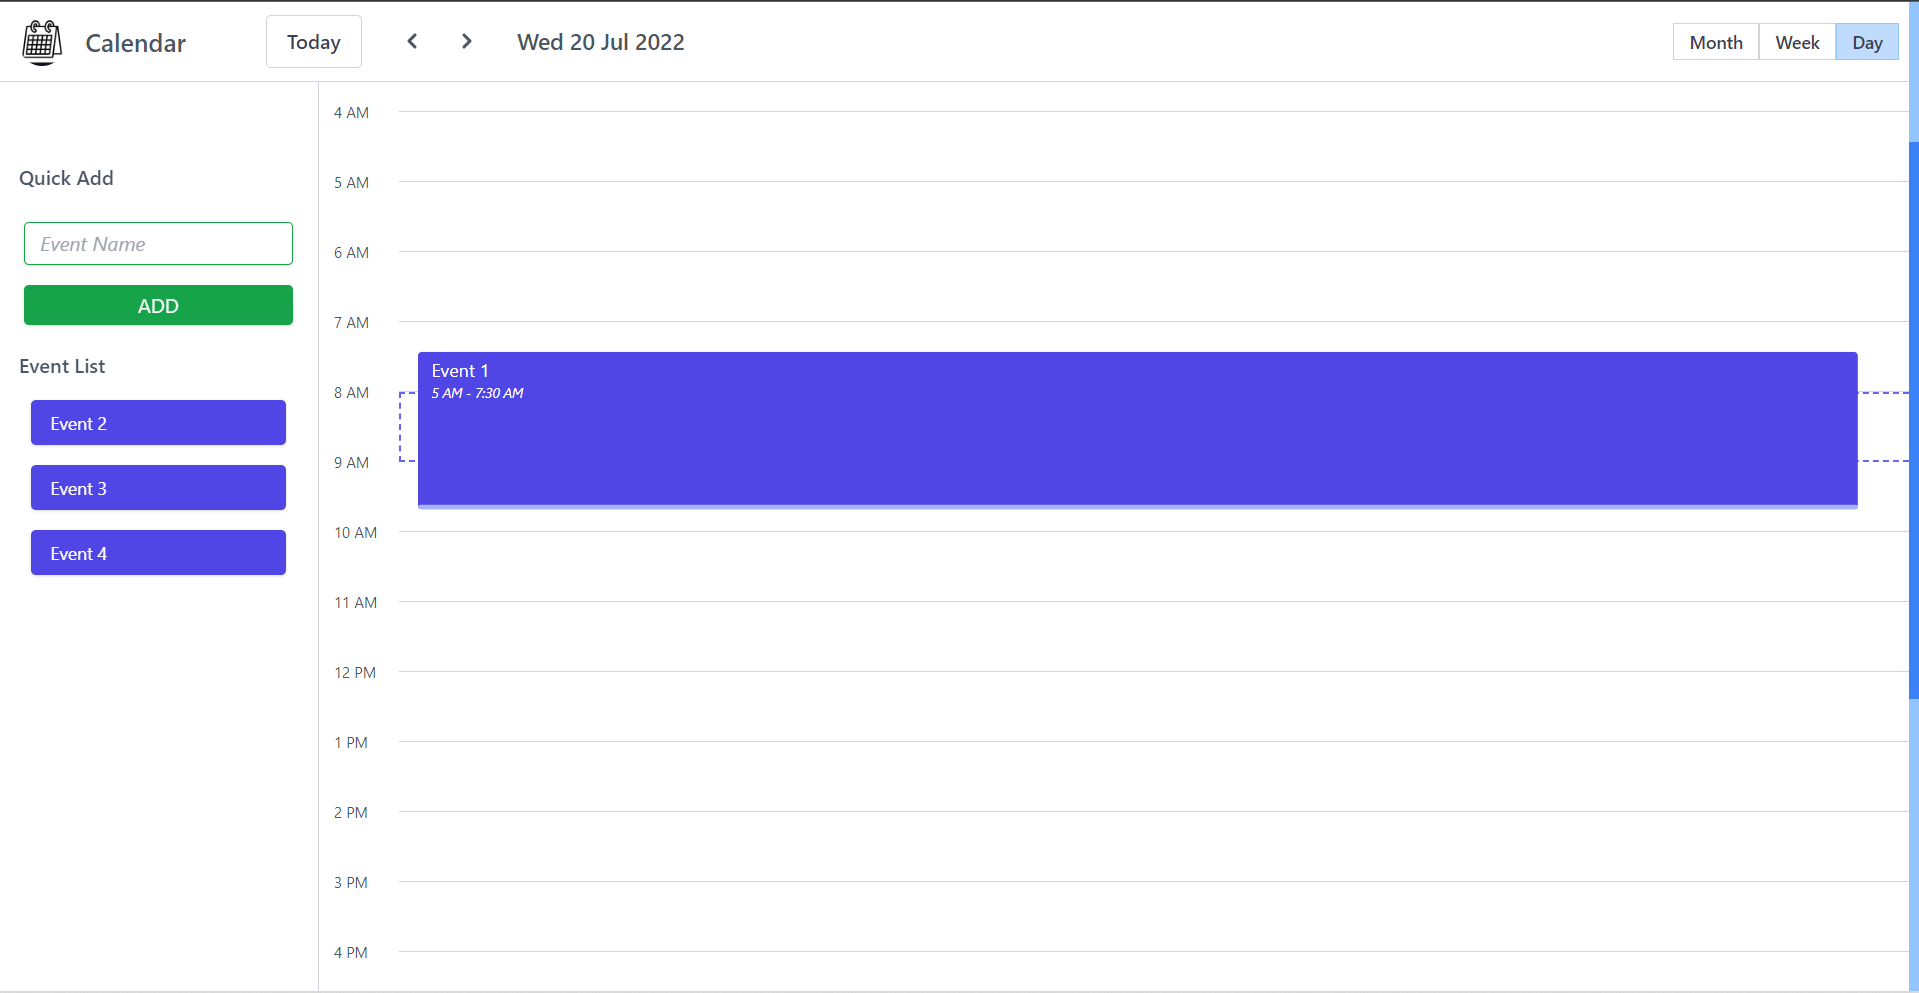 Calendar
Today
Wed 20 Jul 2022
Month
Week
Day
Quick Add
Event Name
ADD
Event List
Event 2
Event 3
Event 4
4 AM
5 AM
6 AM
7 AM
Event 1
5 AM - 7:30 AM
8 AM
9 AM
10 AM
11 AM
12 PM
1 PM
2 PM
3 PM
4 PM